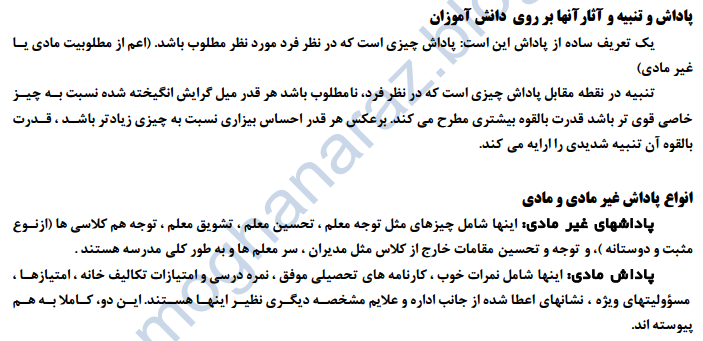 پاداش و تنبیه و آثارآنها بر روی دانش آموزان
یک تعریف ساده از پاداش این است: پاداش چیزی است که در نظر فرد مورد نظر مطلوب باشد. (اعم از مطلوبیت مادی یا
غیر مادی)
تنبیه در نقطه مقابل پاداش چیزی است که در نظر فرد، نامطلوب باشد هر قدر میل گرایش انگیخته شده نسبت به چیز
خاصی قوی تر باشد قدرت بالقوه بیشتری مطرح می کند. برعکس هر قدر احساس بیزاری نسبت به چیزی زیادتر باشد ، قدرت
بالقوه آن تنبیه شدیدی را ارایه می کند.
انواع پاداش غیر مادی و مادی
پاداشهای غیر مادی: اینها شامل چیزهای مثل توجه معلم ، تحسین معلم ، تشویق معلم ، توجه هم کلاسی ها (ازنوع
مثبت و دوستانه )، و توجه و تحسین مقامات خارج از کلاس مثل مدیران ، سر معلم ها و به طور کلی مدرسه هستند .
پاداش مادی: اینها شامل نمرات خوب ، کارنامه های تحصیلی موفق ، نمره درسی و امتیازات تکالیف خانه ، امتیازها ،
مسؤولیتهای ویژه ، نشانهای اعطا شده از جانب اداره و علایم مشخصه دیگری نظیر اینها هستند. این دو، کاملا به هم
پیوسته اند.
moghanaraz.blog